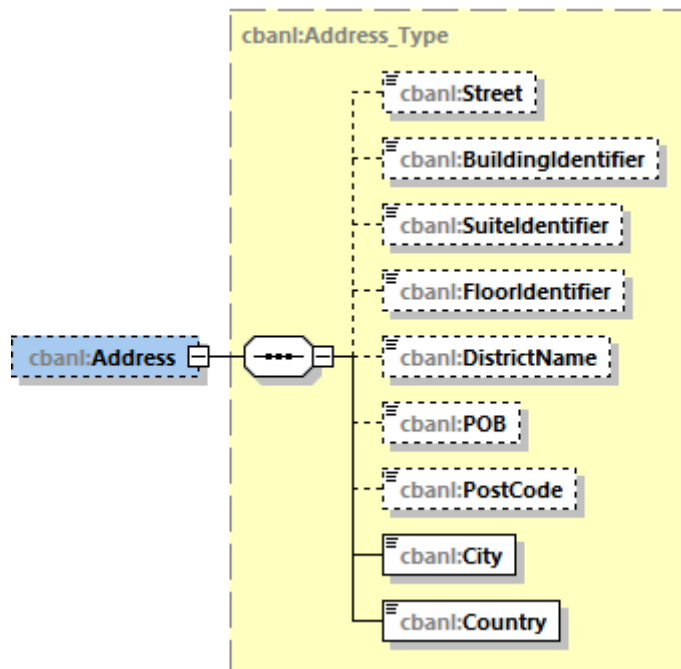 cbanl:Address_Type
cbanl:Street
cbanl:BuildingIdentifier
cbanl:SuiteIdentifier
cbanl:FloorIdentifier
cbanl:Address
cbanl:DistrictName
cbanl:POB
cbanl:PostCode
cbanl:City
cbanl:Country